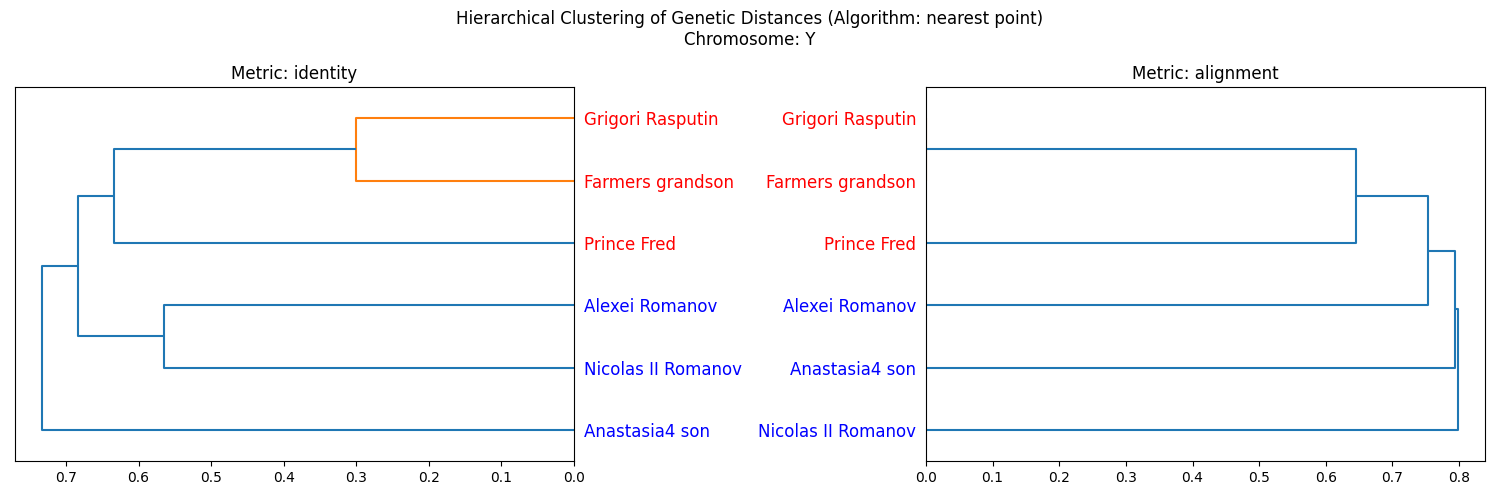 Hierarchical Clustering of Genetic Distances (Algorithm: nearest point)
Chromosome: Y
Metric: identity
Grigori Rasputin
Farmers grandson
Prince Fred
Alexei Romanov
Nicolas II Romanov
Anastasia4 son
0.7 0.6 0.5 0.4 0.3 0.2 0.1 0.0
Metric: alignment
Grigori Rasputin
Farmers grandson
Prince Fred
Alexei Romanov
Anastasia4 son
Nicolas II Romanov
0.0 0.1 0.2 0.3 0.4 0.5 0.6 0.7 0.8